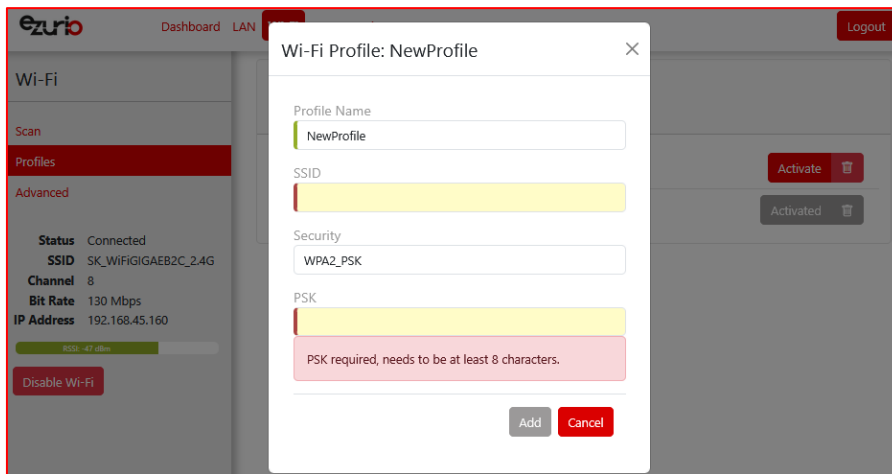 ezurio
Dashboard LAN
Logout
Wi-Fi Profile: NewProfile
Wi-Fi
Scan
Profiles
Advanced
Status Connected
SSID SK_WiFiGIGAEB2C_2.4G
Channel 8
Bit Rate 130 Mbps
IP Address 192.168.45.160
RSSI: -47 dBm
Disable Wi-Fi
Profile Name
NewProfile
SSID
Security
WPA2_PSK
PSK
PSK required, needs to be at least 8 characters.
Add Cancel
Activate
Activated